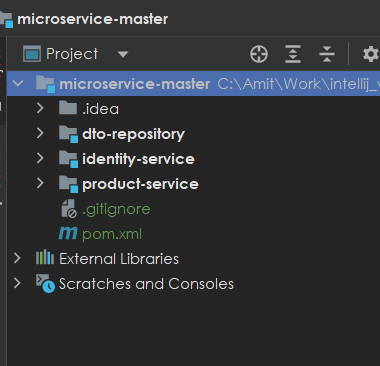 microservice-master
Project
microservice-master C:\Amit\Work\intellij_
.idea
dto-repository
identity-service
product-service
.gitignore
pom.xml
External Libraries
Scratches and Consoles